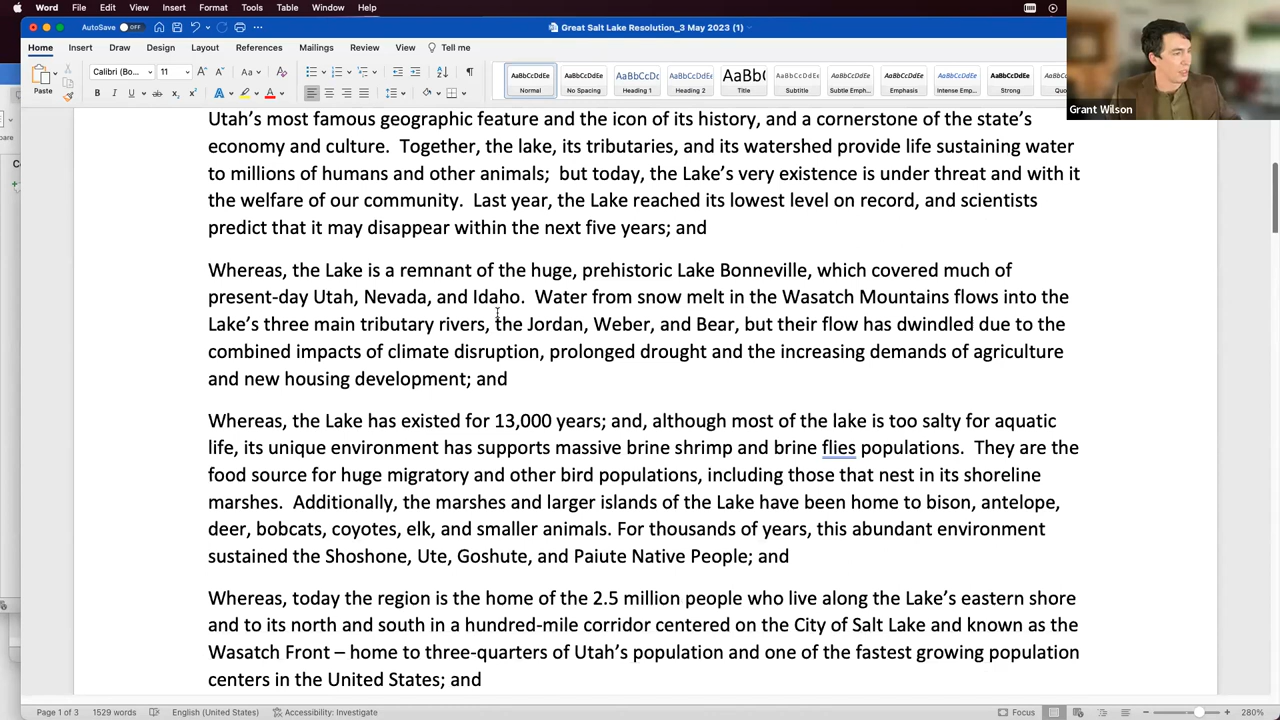 Edit View Insert Format Tools Table Window Help
AutoSave OFF Great Salt Lake Resolution_3 May 2023 (1)
Home Insert Draw Design Layout References Mailings Review View Tell me
Calibri (Bo... 11 Aa
Paste B I U ab x x A A
AaBbCcDdEe AaBbCcDdEe AaBbCcDc AaBbCcDdEe AaBbC AaBbCcDdEe AaBbCcDdEe AaBbCcDdEe AaBbCcDdEe AaBbCcDdEe AaBbC
Normal No Spacing Heading 1 Heading 2 Title Subtitle Subtle Emph... Emphasis Intense Emp... Strong Quo
Grant Wilson
Utah’s most famous geographic feature and the icon of its history, and a cornerstone of the state’s
economy and culture.  Together, the lake, its tributaries, and its watershed provide life sustaining water
to millions of humans and other animals;  but today, the Lake’s very existence is under threat and with it
the welfare of our community.  Last year, the Lake reached its lowest level on record, and scientists
predict that it may disappear within the next five years; and
Whereas, the Lake is a remnant of the huge, prehistoric Lake Bonneville, which covered much of
present-day Utah, Nevada, and Idaho.  Water from snow melt in the Wasatch Mountains flows into the
Lake’s three main tributary rivers, the Jordan, Weber, and Bear, but their flow has dwindled due to the
combined impacts of climate disruption, prolonged drought and the increasing demands of agriculture
and new housing development; and
Whereas, the Lake has existed for 13,000 years; and, although most of the lake is too salty for aquatic
life, its unique environment has supports massive brine shrimp and brine flies populations.  They are the
food source for huge migratory and other bird populations, including those that nest in its shoreline
marshes.  Additionally, the marshes and larger islands of the Lake have been home to bison, antelope,
deer, bobcats, coyotes, elk, and smaller animals. For thousands of years, this abundant environment
sustained the Shoshone, Ute, Goshute, and Paiute Native People; and
Whereas, today the region is the home of the 2.5 million people who live along the Lake’s eastern shore
and to its north and south in a hundred-mile corridor centered on the City of Salt Lake and known as the
Wasatch Front – home to three-quarters of Utah’s population and one of the fastest growing population
centers in the United States; and
Page 1 of 3 1529 words English (United States) Accessibility: Investigate Focus 280%